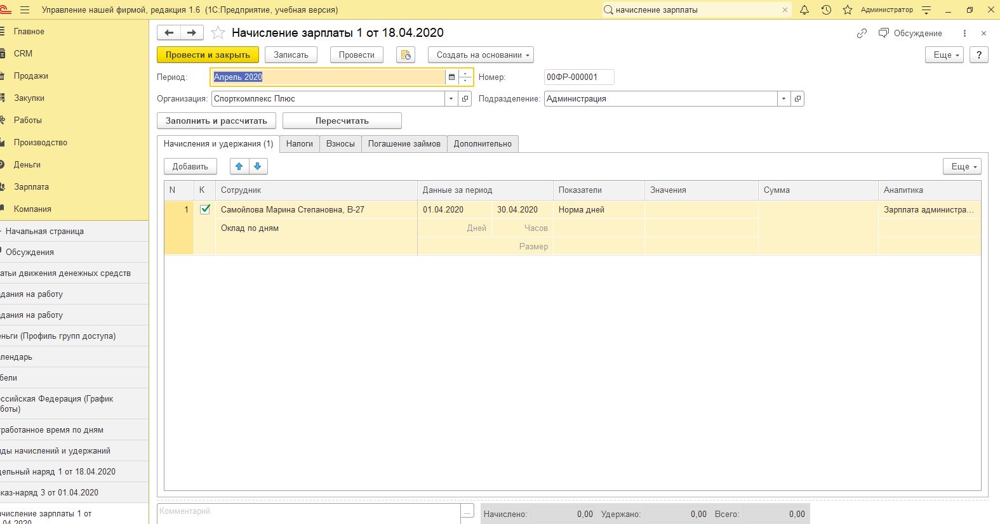 Управление нашей фирмой, редакция 1.6 (1С:Предприятие, учебная версия)
начисление зарплаты
Администратор
Главное
CRM
Продажи
Закупки
Работы
Производство
Деньги
Зарплата
Компания
Начальная страница
Обсуждения
атьи движения денежных средств
дания на работу
дания на работу
еньги (Профиль групп доступа)
алендарь
бели
оссийская Федерация (График
боты)
работанное время по дням
ды начислений и удержаний
дельный наряд 1 от 18.04.2020
каз-наряд 3 от 01.04.2020
ачисление зарплаты 1 от
.04.2020
Начисление зарплаты 1 от 18.04.2020
Обсуждение
Провести и закрыть
Записать
Провести
Создать на основании
Еще
?
Период:
Апрель 2020
Номер:
00ФР-000001
Организация:
Спорткомплекс Плюс
Подразделение:
Администрация
Заполнить и рассчитать
Пересчитать
Начисления и удержания (1)
Налоги
Взносы
Погашение займов
Дополнительно
Добавить
Еще
N
К
Сотрудник
Данные за период
Показатели
Значения
Сумма
Аналитика
1
Самойлова Марина Степановна, В-27
01.04.2020
30.04.2020
Норма дней
Зарплата администра...
Оклад по дням
Дней
Часов
Размер
Комментарий
...
Начислено:
0,00
Удержано:
0,00
Всего:
0,00